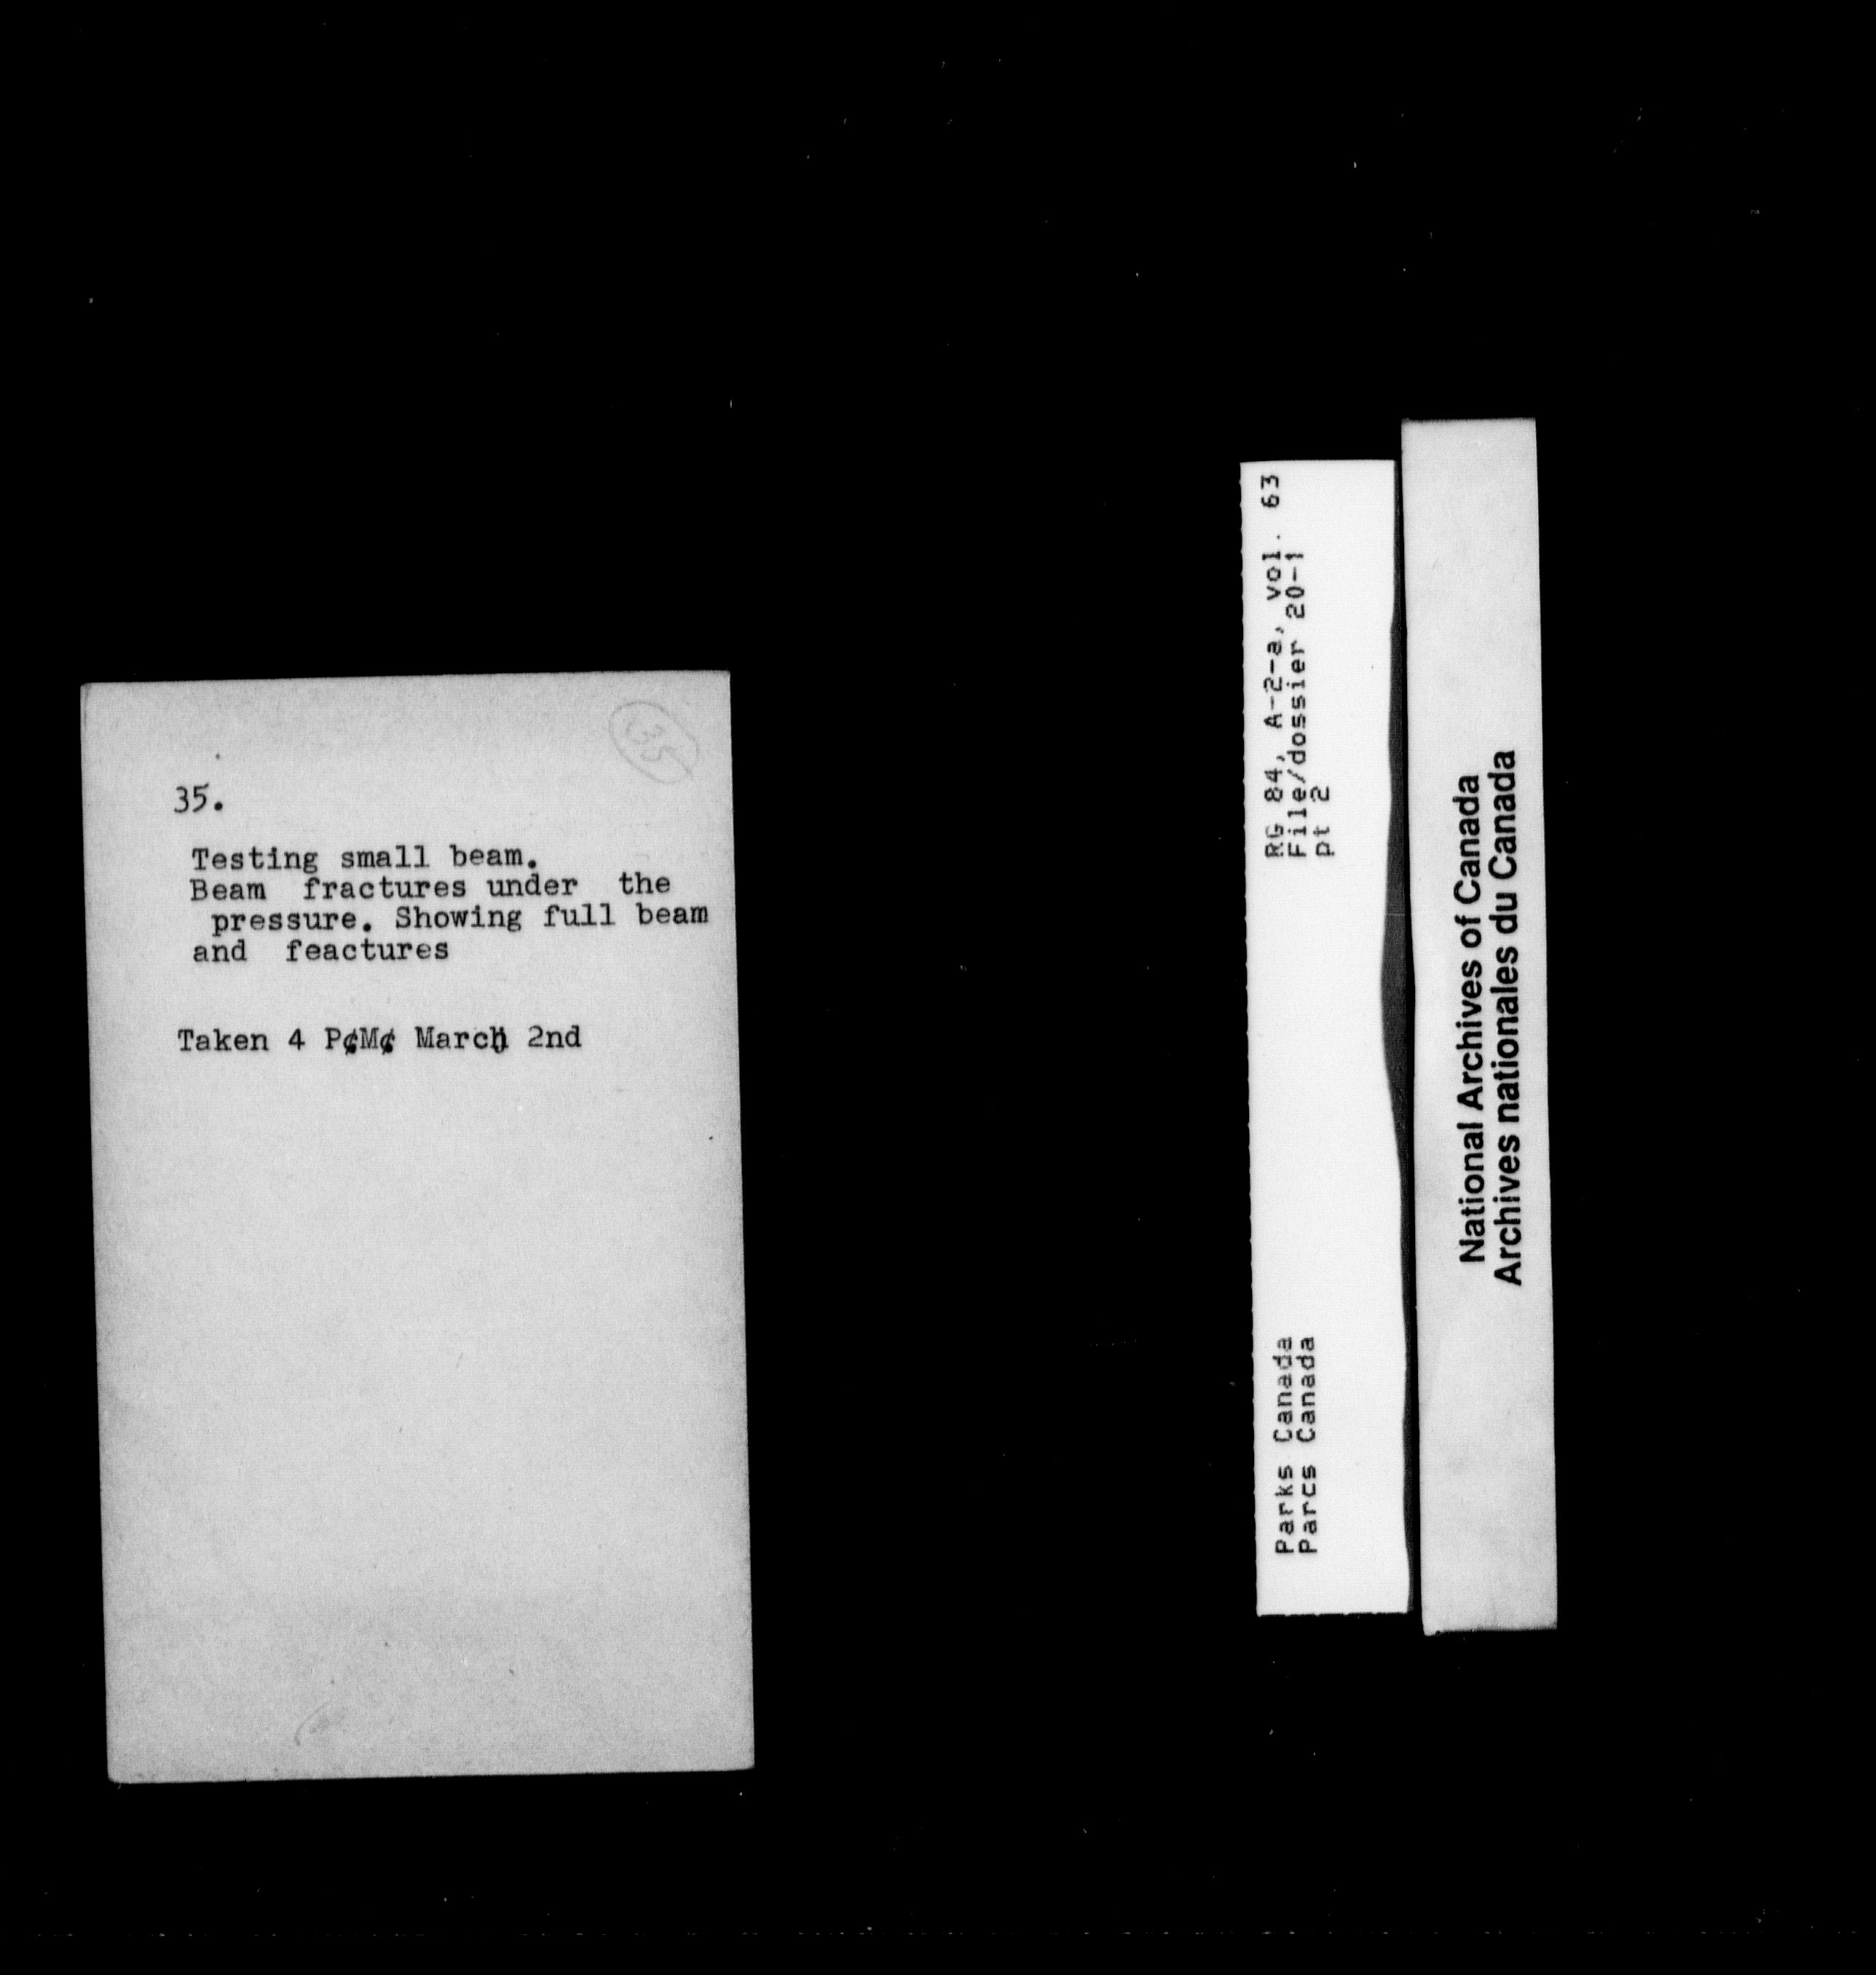 35
35.
Testing small beam.
Beam fractures under the
pressure. Showing full beam
and feactures
Taken 4 P¢M¢ March 2nd
RG 84, A-2-a, vol. 63
File/dossier 20-1
pt 2
Parks Canada
Parcs Canada
National Archives of Canada
Archives nationales du Canada